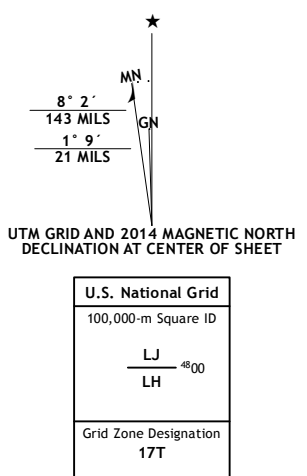 ★
MN
8° 2´
143 MILS
GN
1° 9´
21 MILS
UTM GRID AND 2014 MAGNETIC NORTH
DECLINATION AT CENTER OF SHEET
U.S. National Grid
100,000-m Square ID
LJ
⁴⁸00
LH
Grid Zone Designation
17T